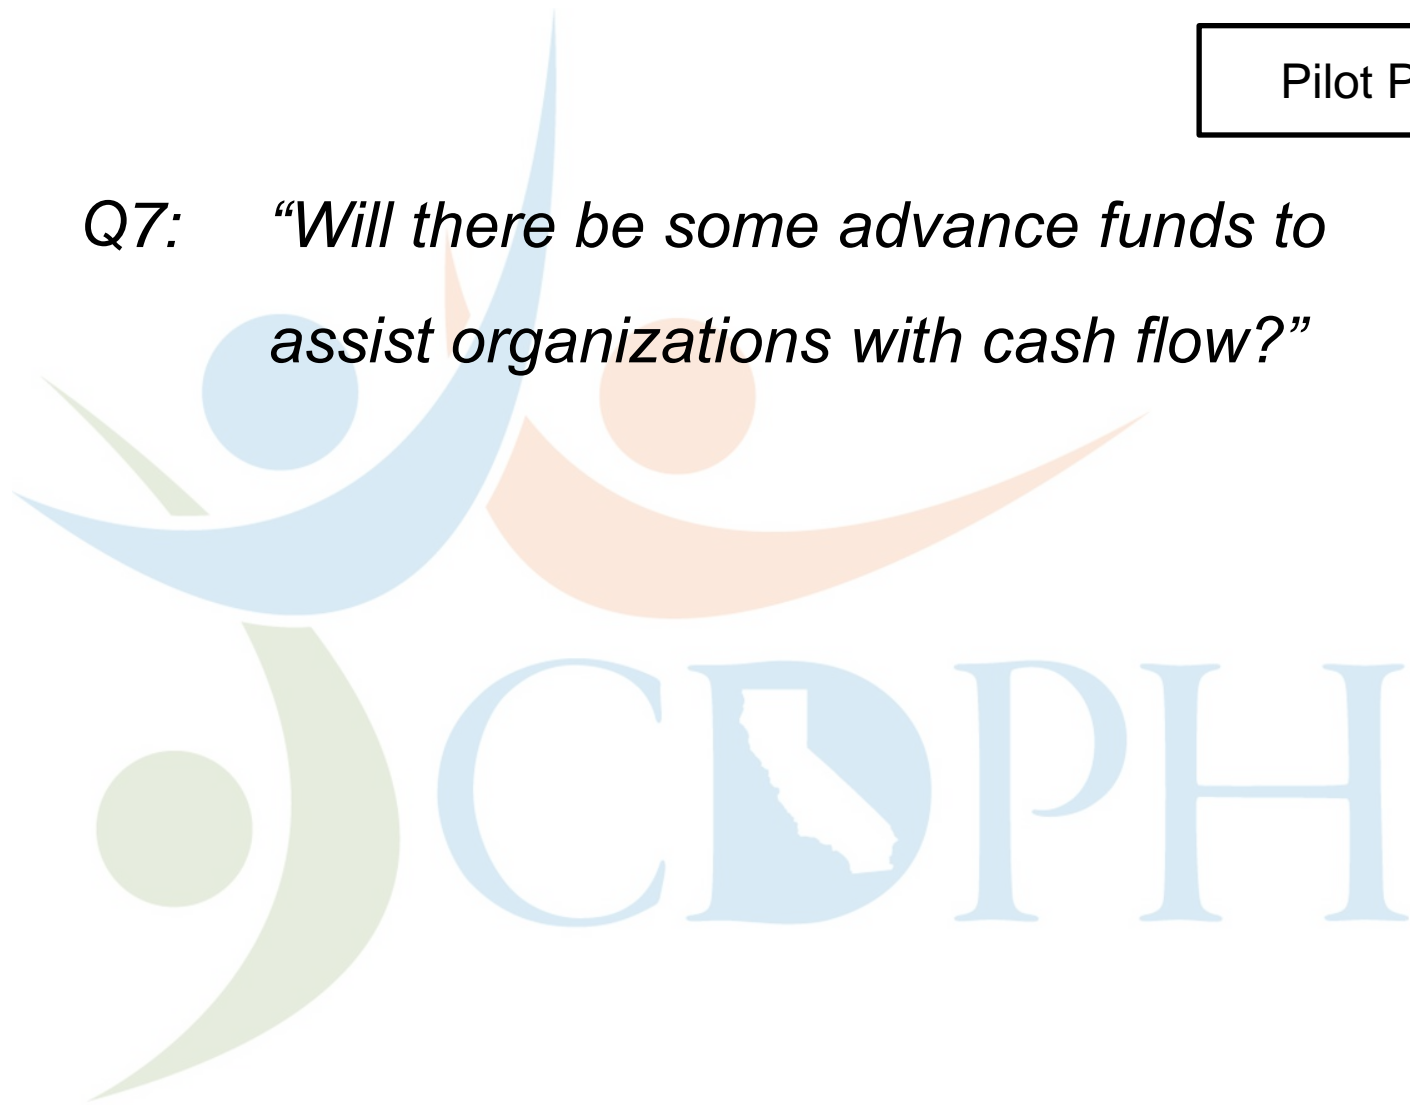 Pilot P
Q7: “Will there be some advance funds to
assist organizations with cash flow?”
CDPH